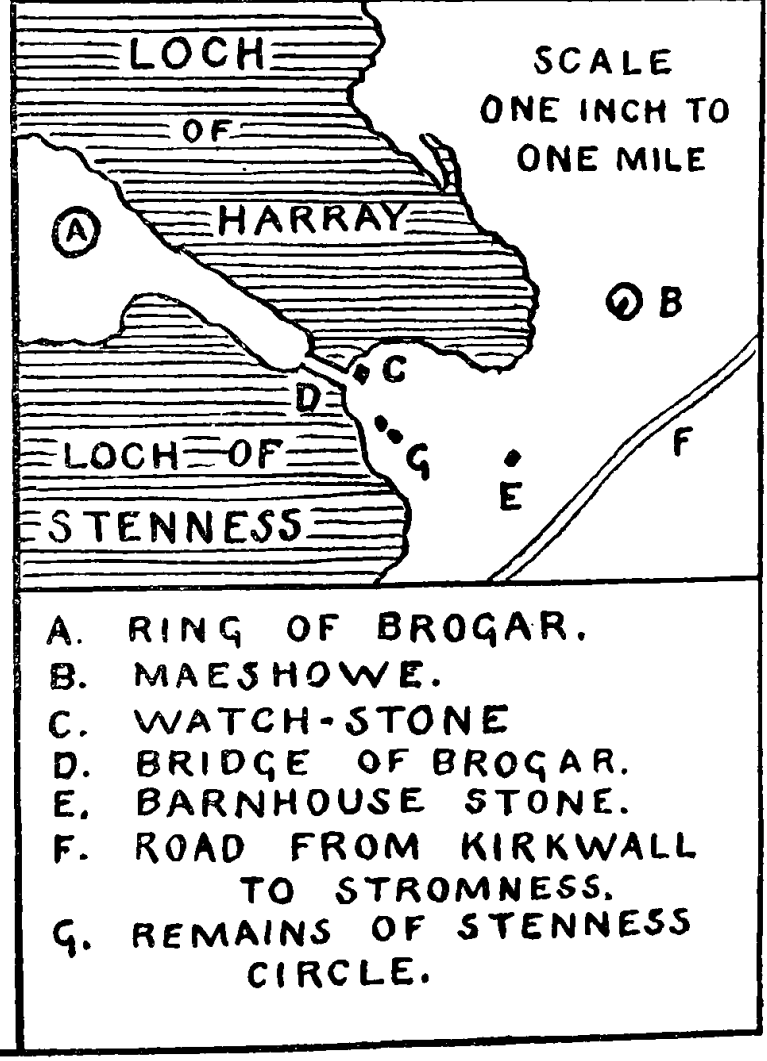 LOCH
OF
HARRAY
SCALE
ONE INCH TO
ONE MILE
A
B
C
D
G
E
F
LOCH OF
STENNESS
A. RING OF BROGAR.
B. MAESHOWE.
C. WATCH-STONE
D. BRIDGE OF BROGAR.
E. BARNHOUSE STONE.
F. ROAD FROM KIRKWALL
TO STROMNESS.
G. REMAINS OF STENNESS
CIRCLE.